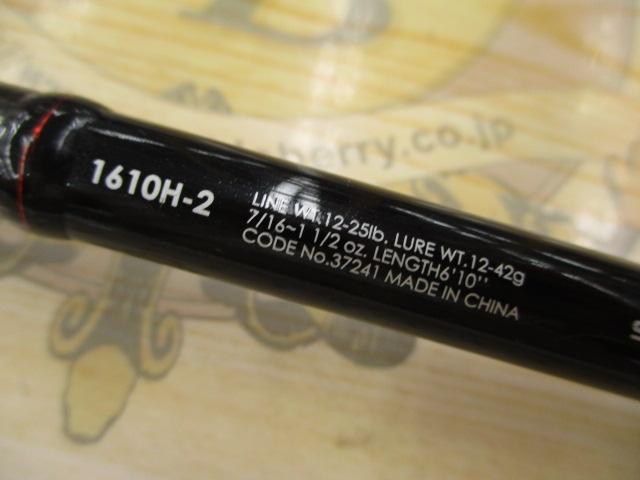 1610H-2
LINE WT.12-25lb. LURE WT.12-42g
7/16~1 1/2 oz. LENGTH6'10''
CODE No.37241 MADE IN CHINA
berry.co.jp